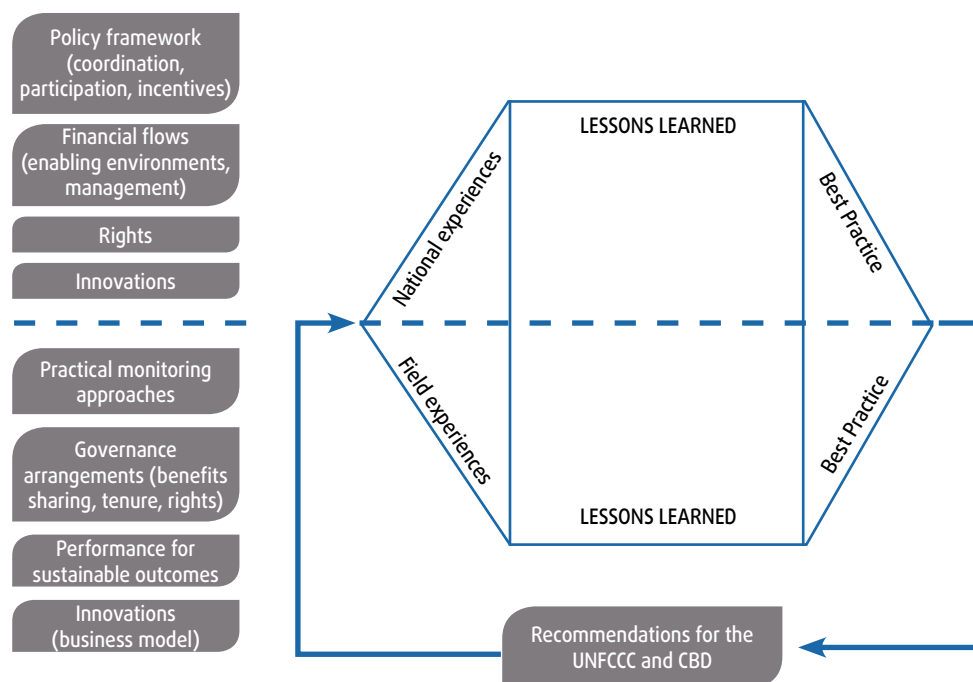 Policy framework
(coordination,
participation, incentives)
Financial flows
(enabling environments,
management)
Rights
Innovations
Practical monitoring
approaches
Governance
arrangements (benefits
sharing, tenure, rights)
Performance for
sustainable outcomes
Innovations
(business model)
LESSONS LEARNED
National experiences
Best Practice
Field experiences
Best Practice
LESSONS LEARNED
Recommendations for the
UNFCCC and CBD